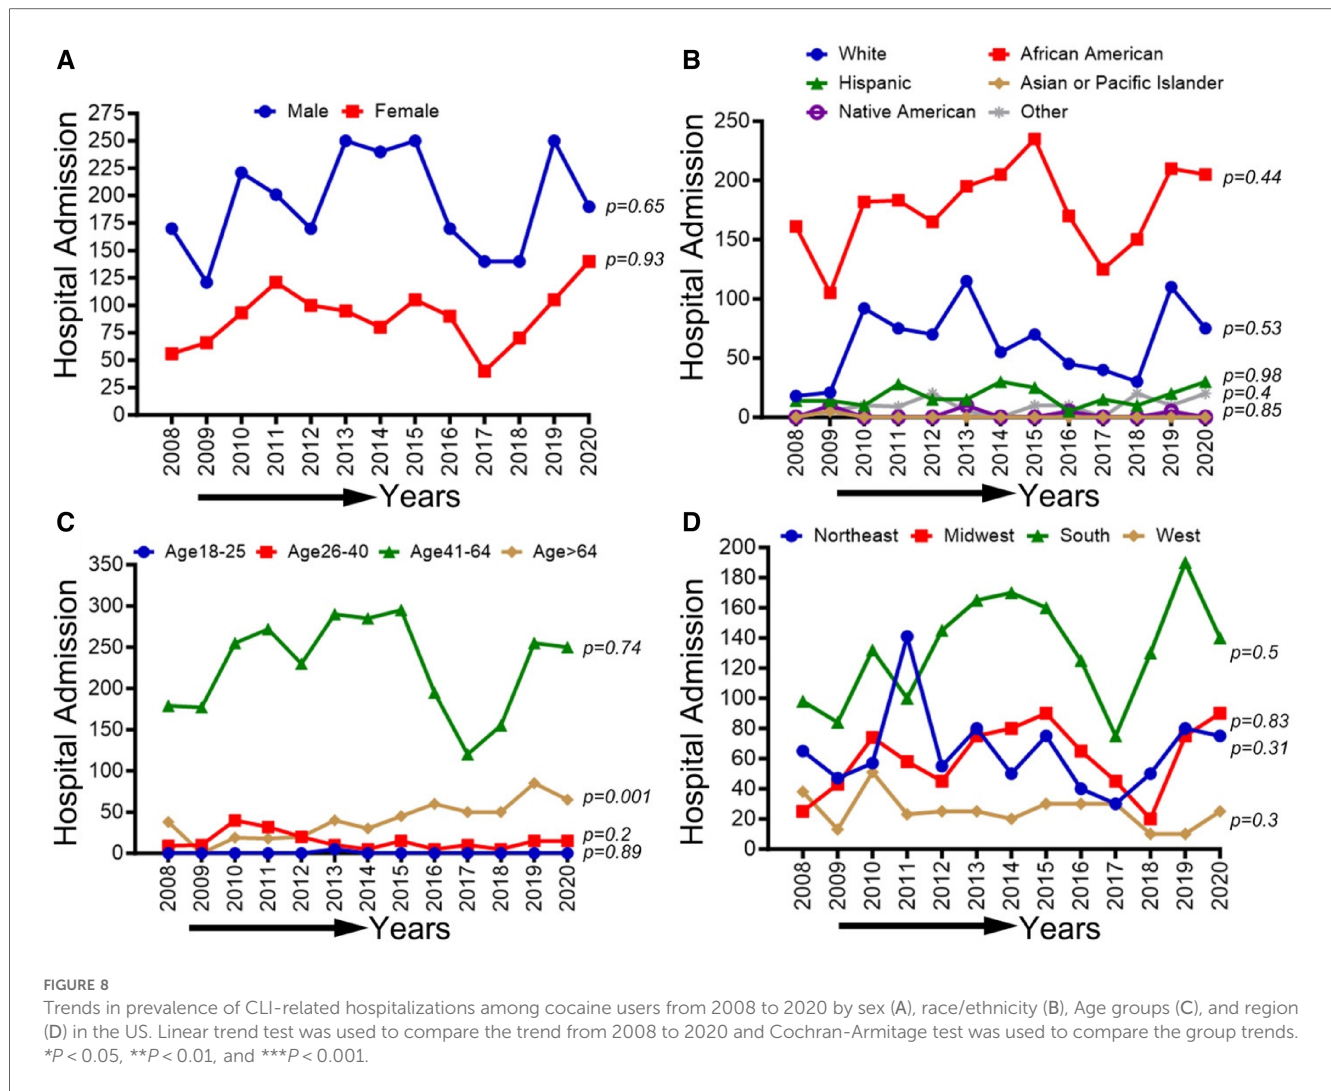 A
Male Female
Hospital Admission
275
250
225
200
175
150
125
100
75
50
25
0
p=0.65
p=0.93
2008 2009 2010 2011 2012 2013 2014 2015 2016 2017 2018 2019 2020
Years
B
White African American
Hispanic Asian or Pacific Islander
Native American Other
Hospital Admission
250
200
150
100
50
0
p=0.44
p=0.53
p=0.98
p=0.4
p=0.85
2008 2009 2010 2011 2012 2013 2014 2015 2016 2017 2018 2019 2020
Years
C
Age18-25 Age26-40 Age41-64 Age>64
Hospital Admission
350
300
250
200
150
100
50
0
p=0.74
p=0.001
p=0.2
p=0.89
2008 2009 2010 2011 2012 2013 2014 2015 2016 2017 2018 2019 2020
Years
D
Northeast Midwest South West
Hospital Admission
200
180
160
140
120
100
80
60
40
20
0
p=0.5
p=0.83
p=0.31
p=0.3
2008 2009 2010 2011 2012 2013 2014 2015 2016 2017 2018 2019 2020
Years
FIGURE 8
Trends in prevalence of CLI-related hospitalizations among cocaine users from 2008 to 2020 by sex (A), race/ethnicity (B), Age groups (C), and region
(D) in the US. Linear trend test was used to compare the trend from 2008 to 2020 and Cochran-Armitage test was used to compare the group trends.
*P < 0.05, **P < 0.01, and ***P < 0.001.